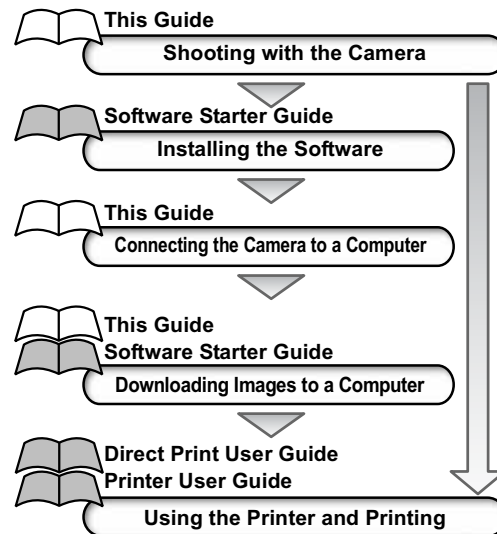 This Guide
Shooting with the Camera
Software Starter Guide
Installing the Software
This Guide
Connecting the Camera to a Computer
This Guide
Software Starter Guide
Downloading Images to a Computer
Direct Print User Guide
Printer User Guide
Using the Printer and Printing